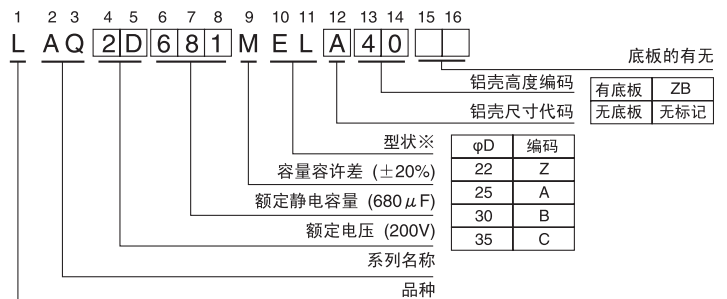 1 2 3 4 5 6 7 8 9 10 11 12 13 14 15 16
L A Q 2 D 6 8 1 M E L A 4 0
底板的有无
铝壳高度编码
有底板 ZB
铝壳尺寸代码
无底板 无标记
型状※
φD 编码
容量容许差 (±20%)
22 Z
额定静电容量 (680μF)
25 A
30 B
额定电压 (200V)
35 C
系列名称
品种